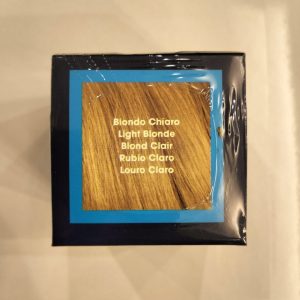 Biondo Chiaro
Light Blonde
Blond Clair
Rubio Claro
Louro Claro